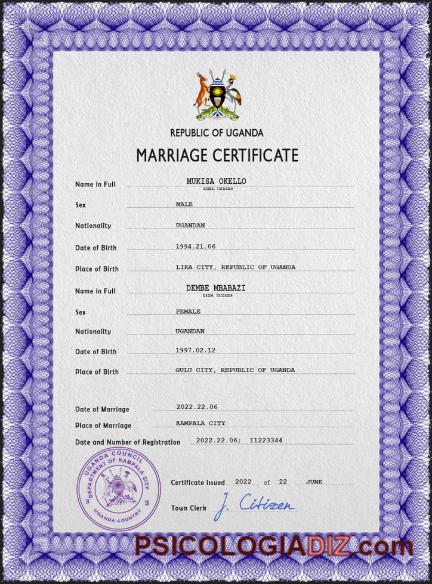 REPUBLIC OF UGANDA
MARRIAGE CERTIFICATE
Name in Full MUKISA OKELLO
Sex MALE
Nationality UGANDAN
Date of Birth 1994.21.06
Place of Birth LIRA CITY, REPUBLIC OF UGANDA
Name in Full DEMBE MBABAZI
Sex FEMALE
Nationality UGANDAN
Date of Birth 1997.02.12
Place of Birth GULU CITY, REPUBLIC OF UGANDA
Date of Marriage 2022.22.06
Place of Marriage KAMPALA CITY
Date and Number of Registration 2022.22.06; 11223344
UGANDA COUNCIL
DEPARTMENT OF KAMPALA CITY
UGANDA COUNTRY
Certificate issued 2022 of 22 JUNE
Town Clerk J. Citizen
PSICOLOGIADIZ.com